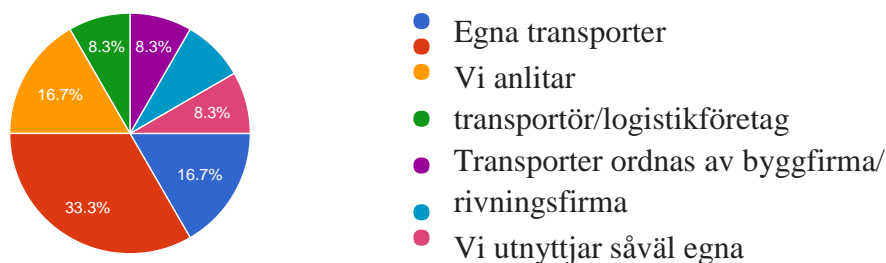 8.3%
8.3%
16.7%
8.3%
16.7%
33.3%
Egna transporter
Vi anlitar
transportör/logistikföretag
Transporter ordnas av byggfirma/
rivningsfirma
Vi utnyttjar såväl egna